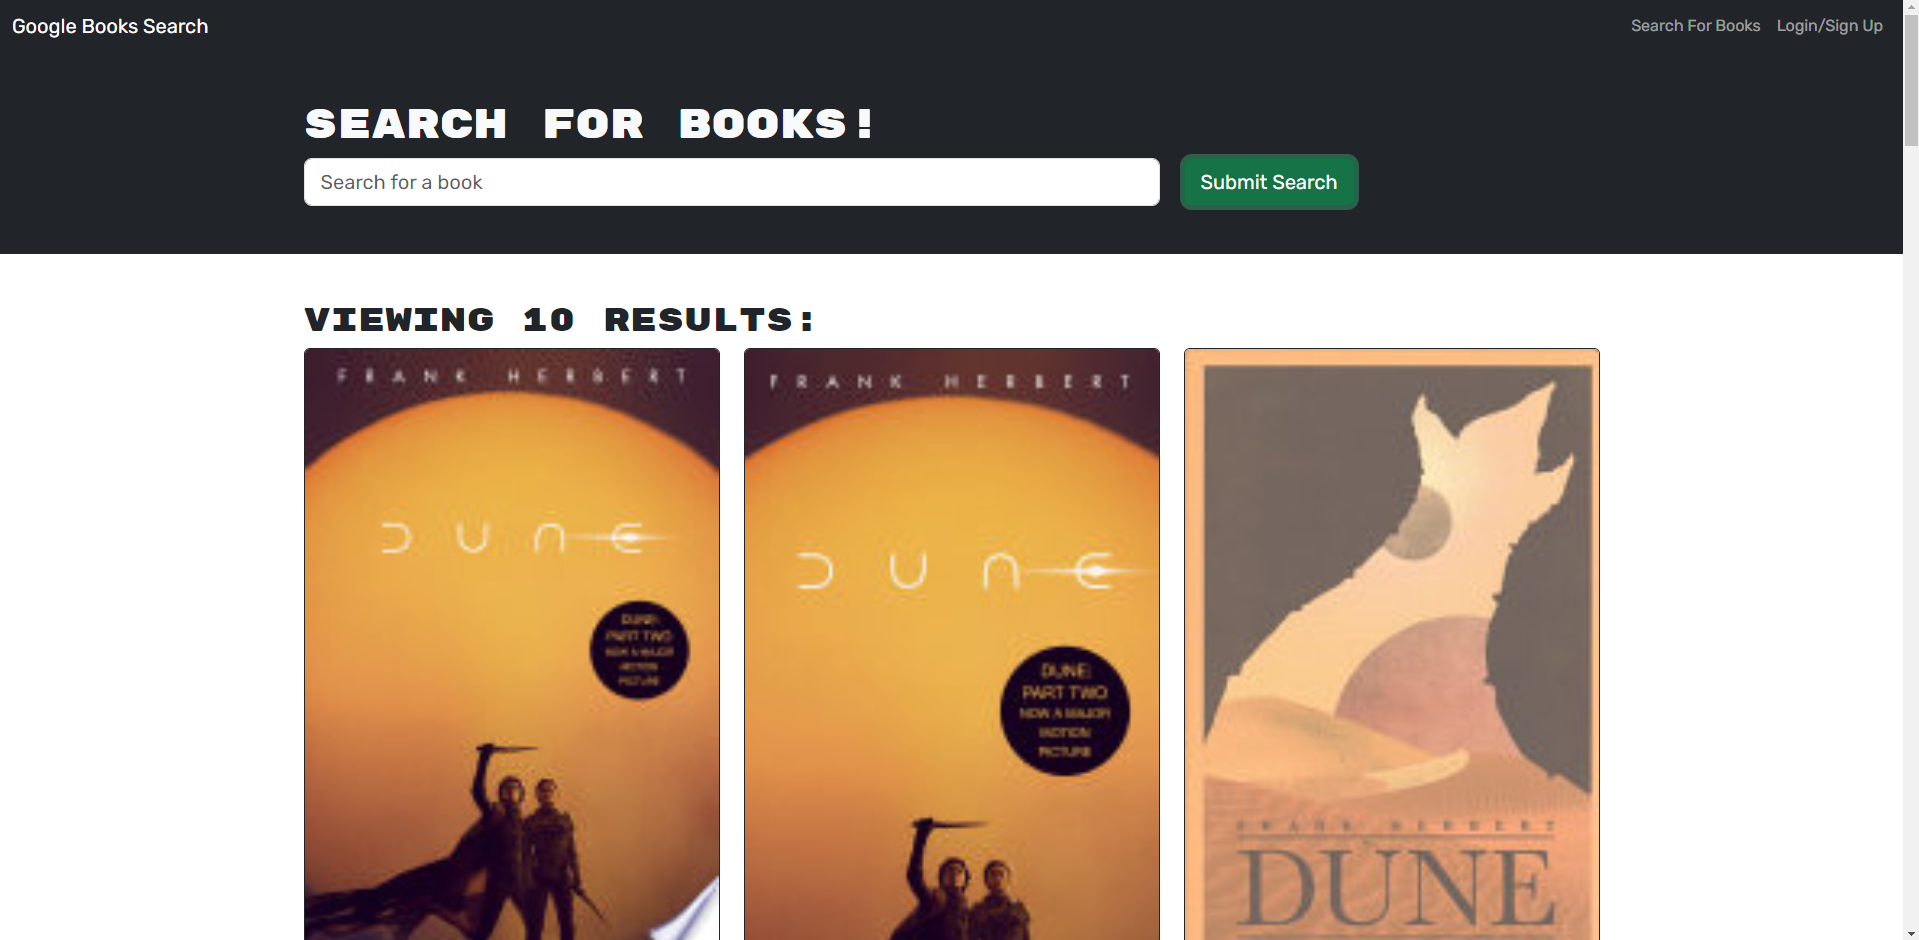 Google Books Search
Search For Books
Login/Sign Up
SEARCH FOR BOOKS!
Search for a book
Submit Search
VIEWING 10 RESULTS:
FRANK HERBERT
DUNE
DUNE:
PART TWO
NOW A MAJOR
MOTION
PICTURE
FRANK HERBERT
DUNE
DUNE:
PART TWO
NOW A MAJOR
MOTION
PICTURE
FRANK HERBERT
DUNE